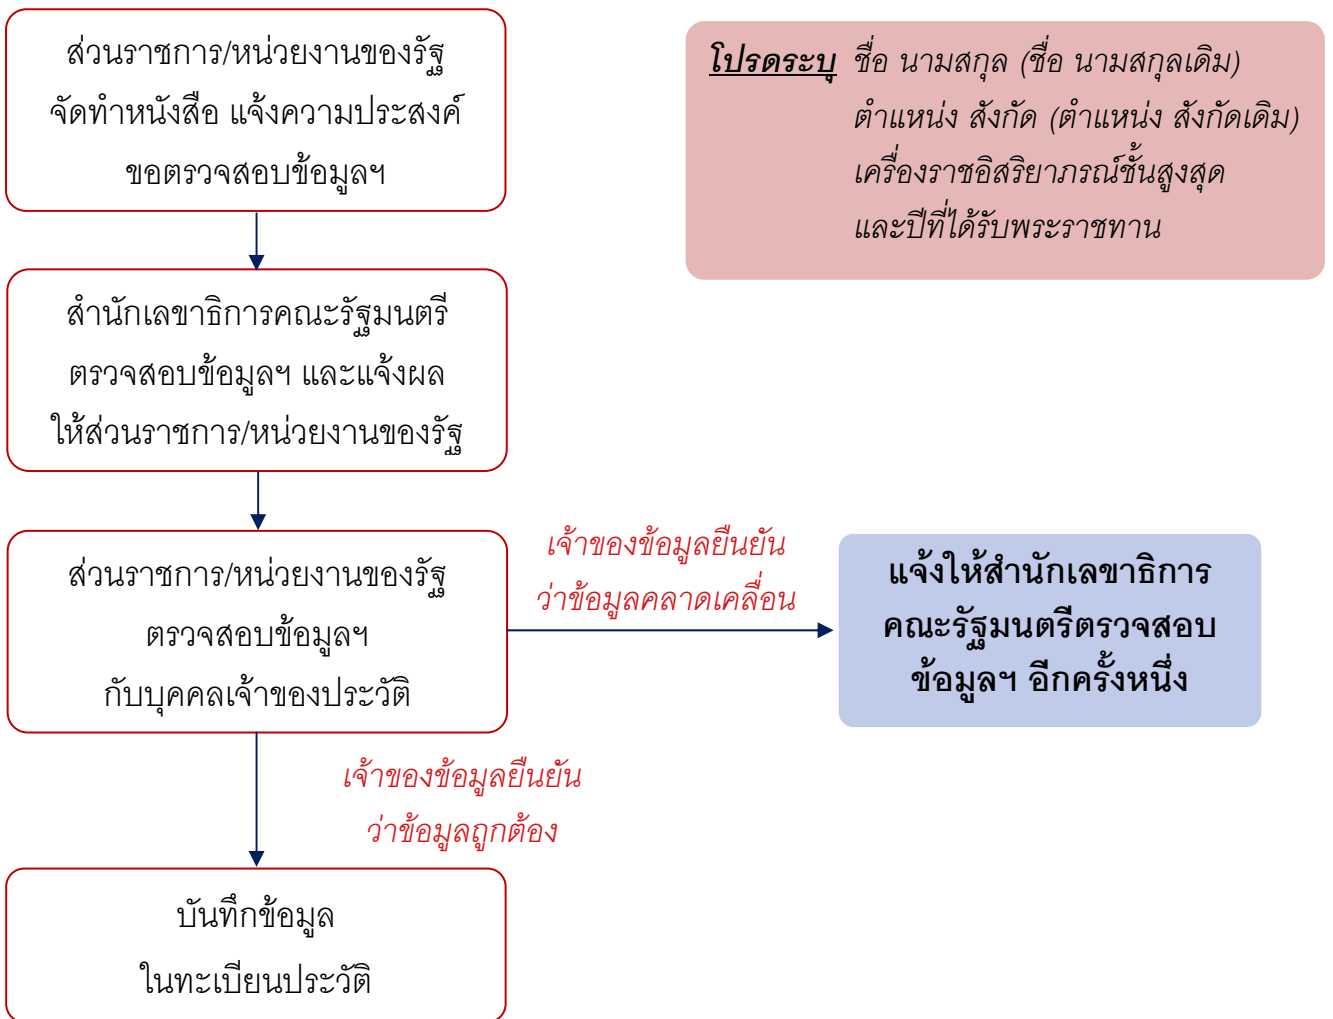 ส่วนราชการ/หน่วยงานของรัฐ
จัดทำหนังสือ แจ้งความประสงค์
ขอตรวจสอบข้อมูลฯ
โปรดระบุ ชื่อ นามสกุล (ชื่อ นามสกุลเดิม)
ตำแหน่ง สังกัด (ตำแหน่ง สังกัดเดิม)
เครื่องราชอิสริยาภรณ์ชั้นสูงสุด
และปีที่ได้รับพระราชทาน
สำนักเลขาธิการคณะรัฐมนตรี
ตรวจสอบข้อมูลฯ และแจ้งผล
ให้ส่วนราชการ/หน่วยงานของรัฐ
ส่วนราชการ/หน่วยงานของรัฐ
ตรวจสอบข้อมูลฯ
กับบุคคลเจ้าของประวัติ
เจ้าของข้อมูลยืนยัน
ว่าข้อมูลคลาดเคลื่อน
แจ้งให้สำนักเลขาธิการ
คณะรัฐมนตรีตรวจสอบ
ข้อมูลฯ อีกครั้งหนึ่ง
เจ้าของข้อมูลยืนยัน
ว่าข้อมูลถูกต้อง
บันทึกข้อมูล
ในทะเบียนประวัติ